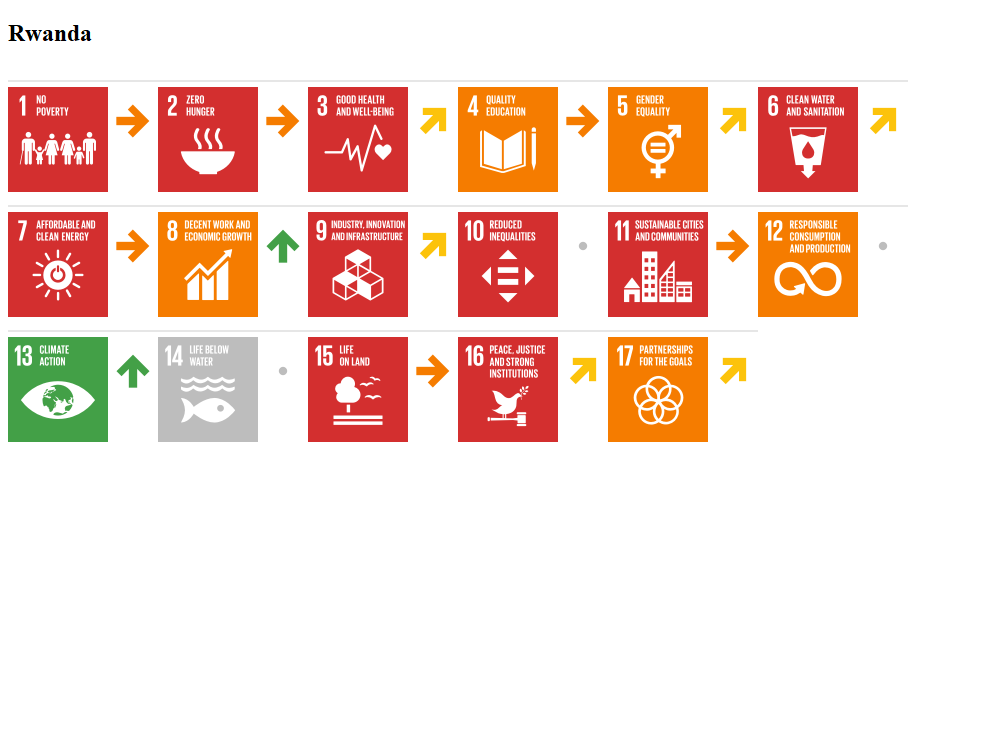 Rwanda
1 NO
POVERTY
2 ZERO
HUNGER
3 GOOD HEALTH
AND WELL-BEING
4 QUALITY
EDUCATION
5 GENDER
EQUALITY
6 CLEAN WATER
AND SANITATION
7 AFFORDABLE AND
CLEAN ENERGY
8 DECENT WORK AND
ECONOMIC GROWTH
9 INDUSTRY, INNOVATION
AND INFRASTRUCTURE
10 REDUCED
INEQUALITIES
11 SUSTAINABLE CITIES
AND COMMUNITIES
12 RESPONSIBLE
CONSUMPTION
AND PRODUCTION
13 CLIMATE
ACTION
14 LIFE BELOW
WATER
15 LIFE
ON LAND
16 PEACE, JUSTICE
AND STRONG
INSTITUTIONS
17 PARTNERSHIPS
FOR THE GOALS